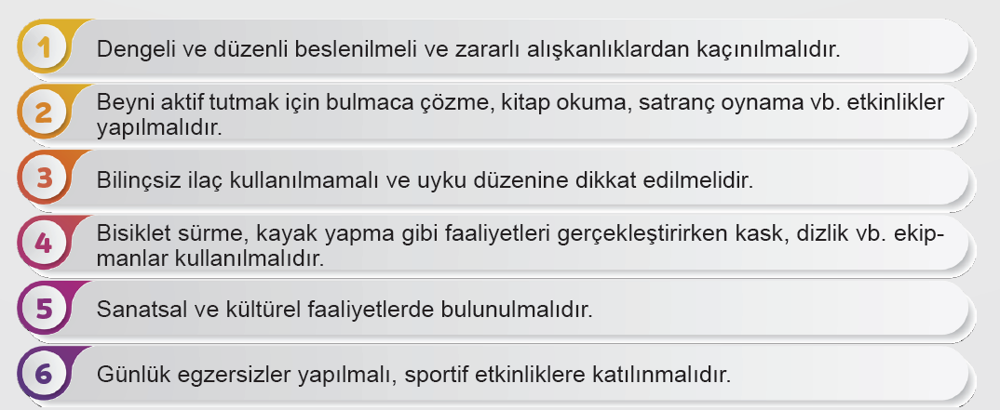 1 Dengeli ve düzenli beslenilmeli ve zararlı alışkanlıklardan kaçınılmalıdır.
2 Beyni aktif tutmak için bulmaca çözme, kitap okuma, satranç oynama vb. etkinlikler
yapılmalıdır.
3 Bilinçsiz ilaç kullanılmamalı ve uyku düzenine dikkat edilmelidir.
4 Bisiklet sürme, kayak yapma gibi faaliyetleri gerçekleştirirken kask, dizlik vb. ekip-
manlar kullanılmalıdır.
5 Sanatsal ve kültürel faaliyetlerde bulunulmalıdır.
6 Günlük egzersizler yapılmalı, sportif etkinliklere katılınmalıdır.